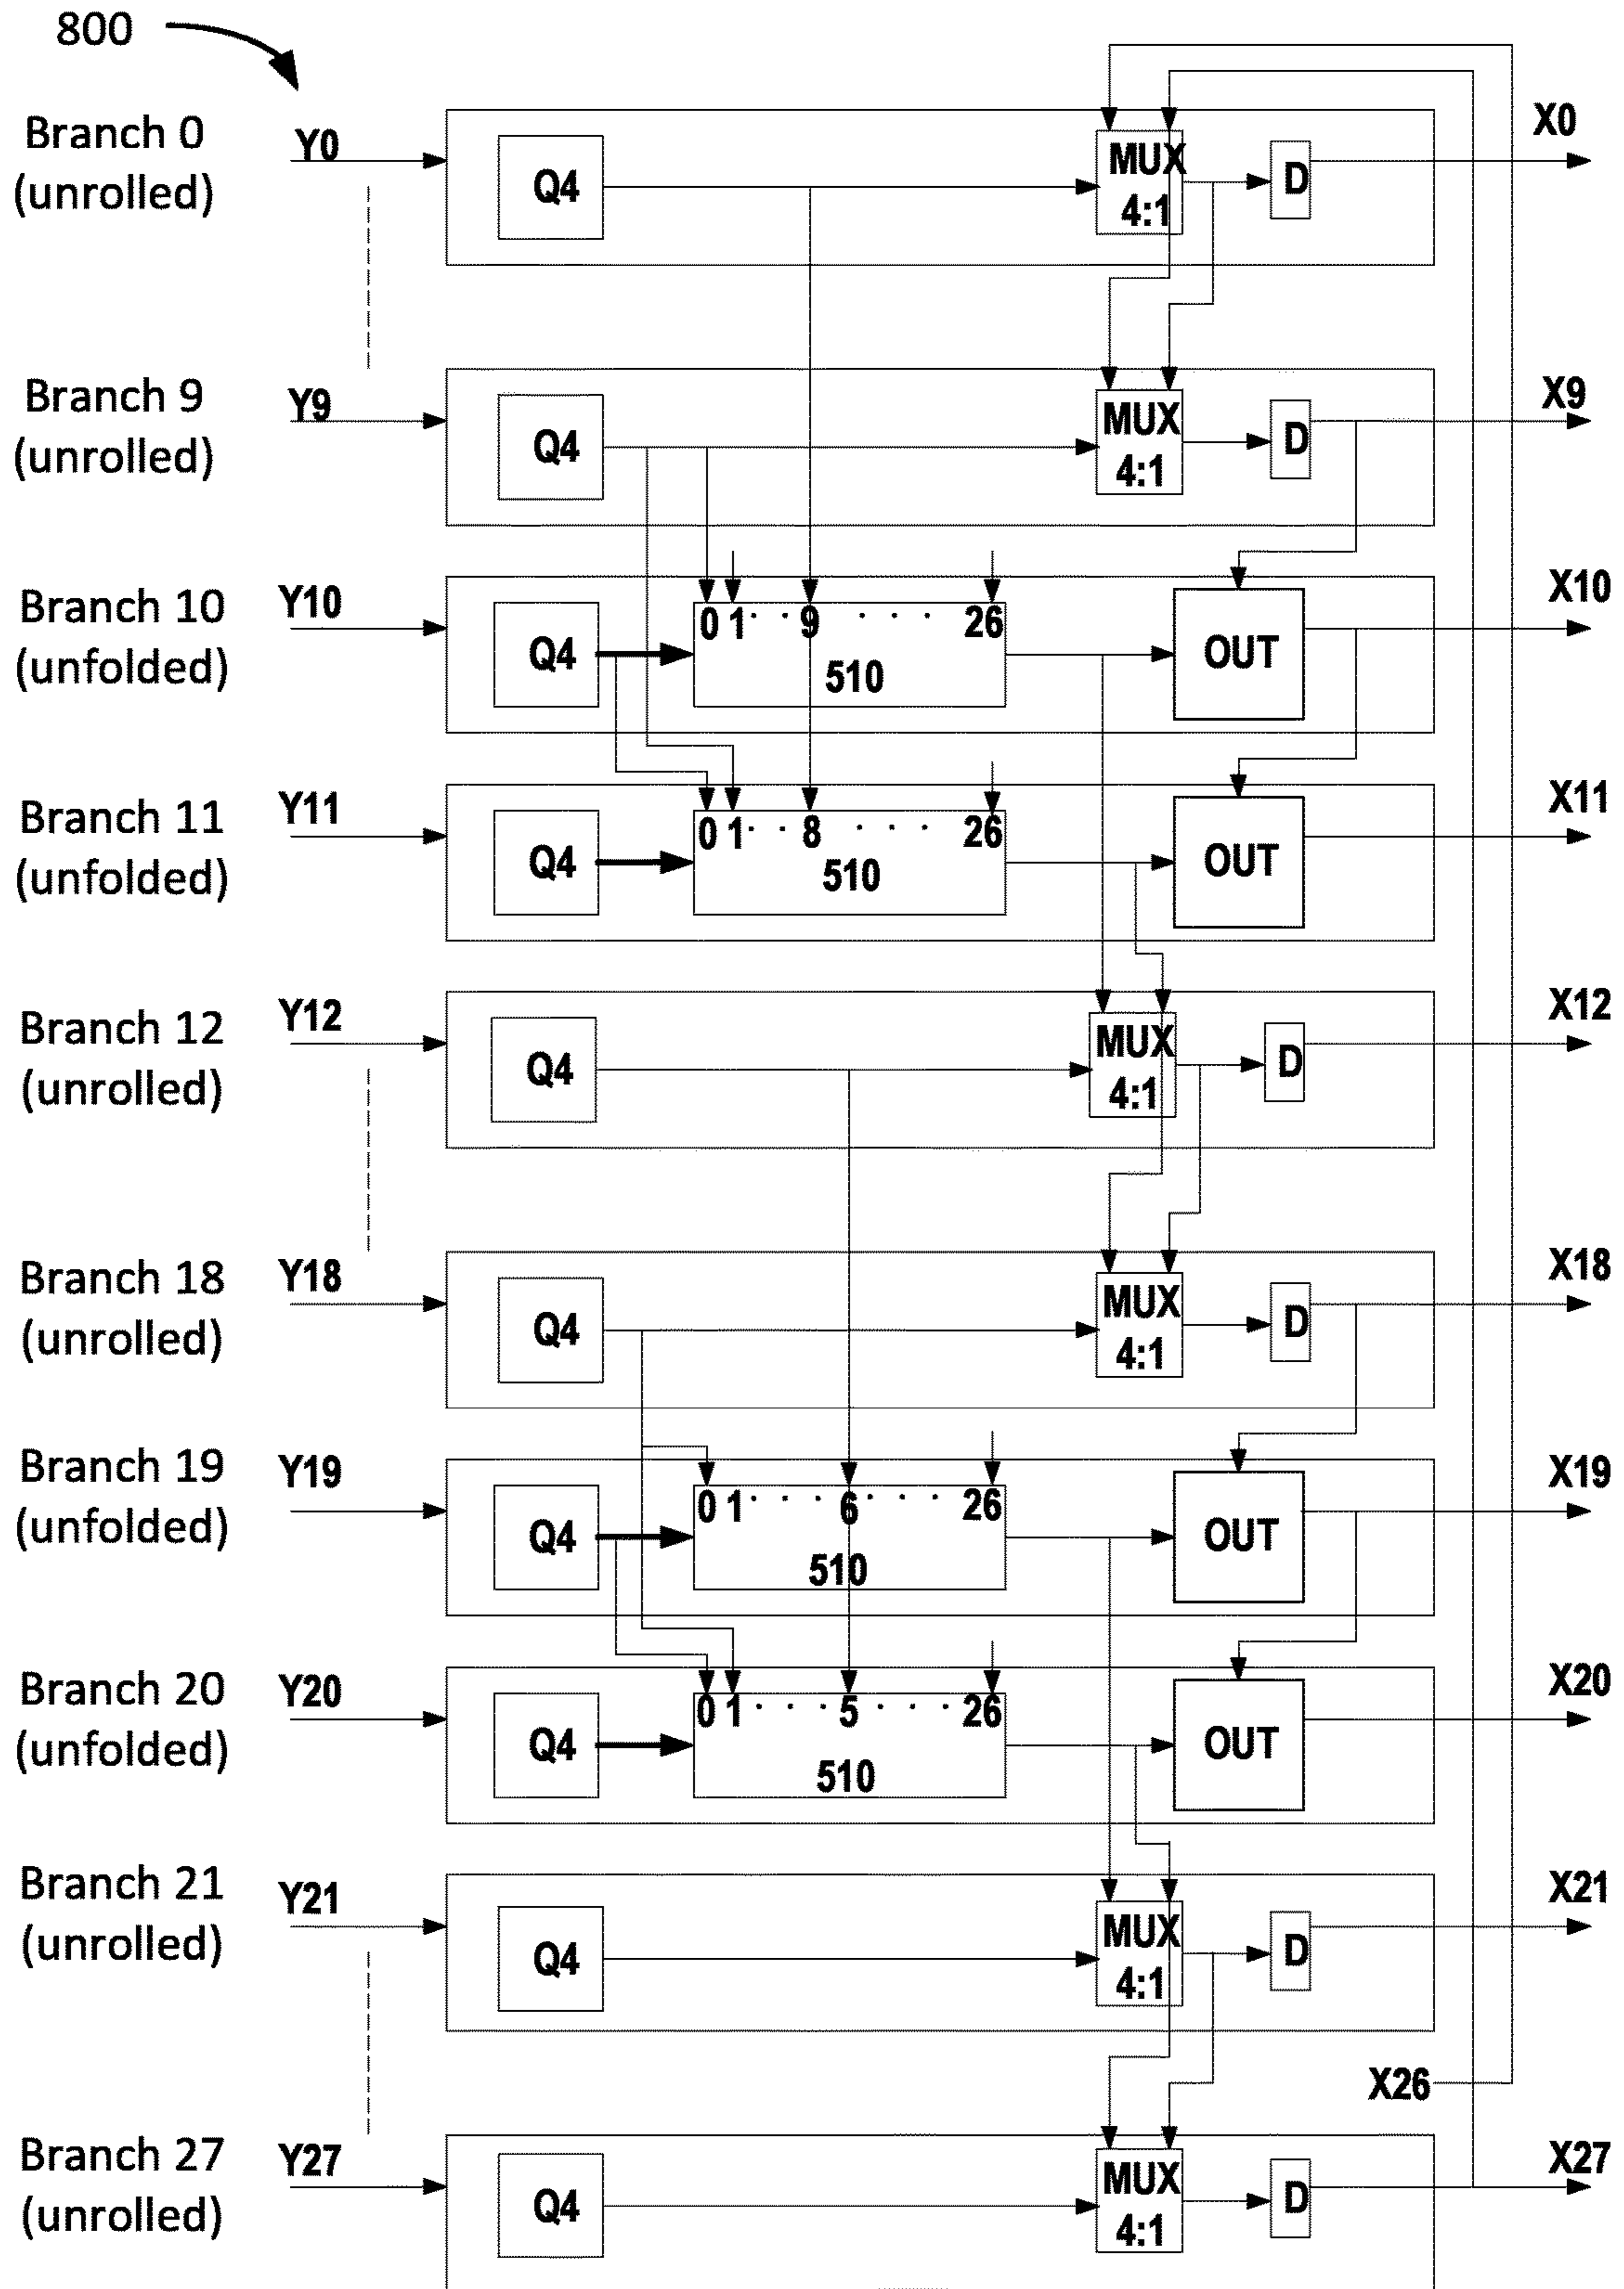 800
Branch 0
(unrolled)
Y0
Q4
MUX
4:1
D
X0
Branch 9
(unrolled)
Y9
Q4
MUX
4:1
D
X9
Branch 10
(unfolded)
Y10
Q4
0 1 · · 9 · · · 26
510
OUT
X10
Branch 11
(unfolded)
Y11
Q4
0 1 · · 8 · · · 26
510
OUT
X11
Branch 12
(unrolled)
Y12
Q4
MUX
4:1
D
X12
Branch 18
(unrolled)
Y18
Q4
MUX
4:1
D
X18
Branch 19
(unfolded)
Y19
Q4
0 1 · · · 6 · · · 26
510
OUT
X19
Branch 20
(unfolded)
Y20
Q4
0 1 · · · 5 · · · 26
510
OUT
X20
Branch 21
(unrolled)
Y21
Q4
MUX
4:1
D
X21
X26
Branch 27
(unrolled)
Y27
Q4
MUX
4:1
D
X27